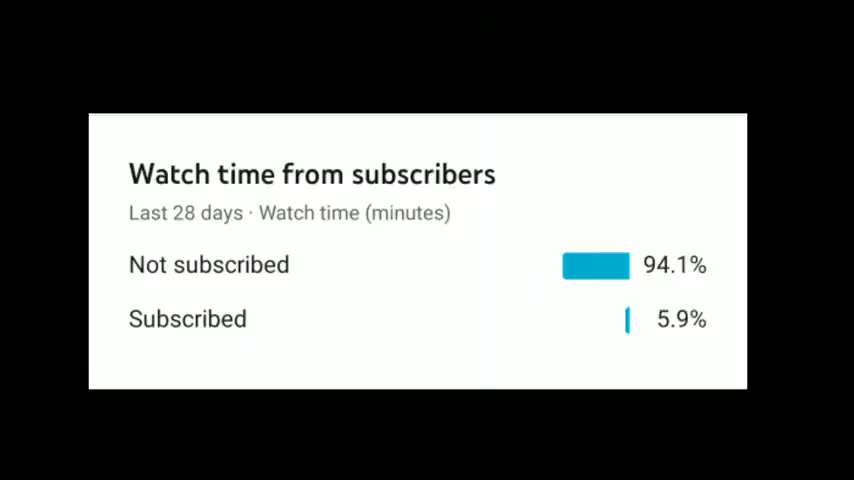 Watch time from subscribers
Last 28 days · Watch time (minutes)
Not subscribed 94.1%
Subscribed 5.9%